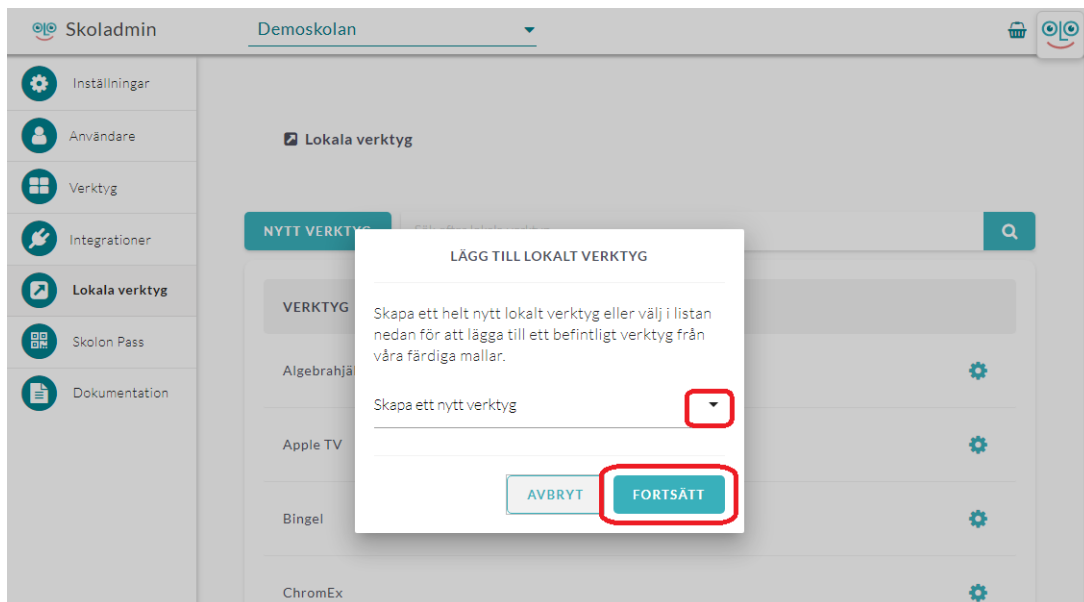 Skoladmin
Demoskolan
Inställningar
Användare
Verktyg
Integrationer
Lokala verktyg
Skolon Pass
Dokumentation
Lokala verktyg
NYTT VERKTYG
VERKTYG
Algebrahjäl
Apple TV
Bingel
ChromEx
LÄGG TILL LOKALT VERKTYG
Skapa ett helt nytt lokalt verktyg eller välj i listan
nedan för att lägga till ett befintligt verktyg från
våra färdiga mallar.
Skapa ett nytt verktyg
AVBRYT
FORTSÄTT